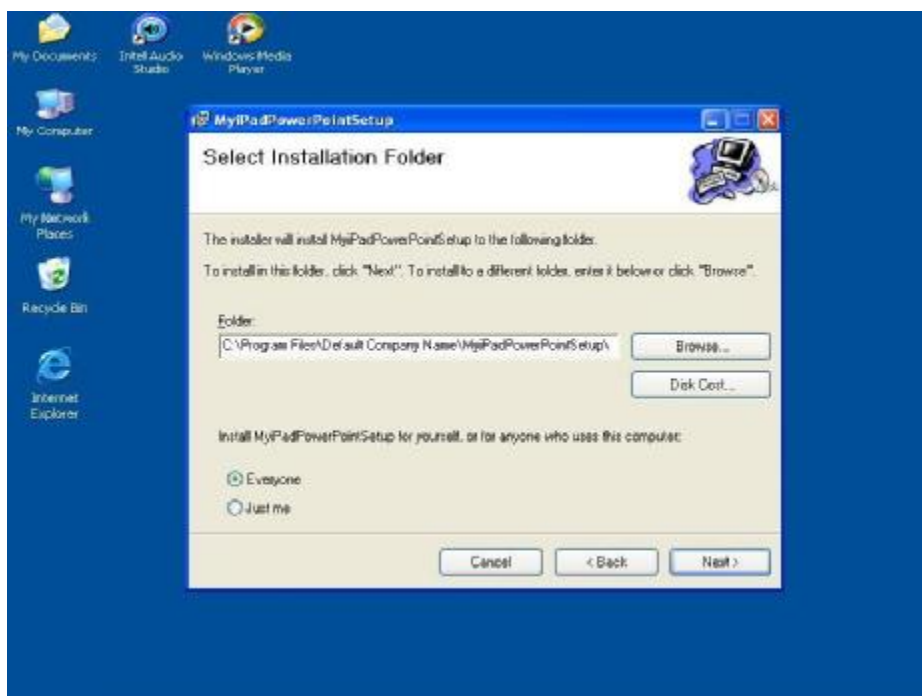 My Documents
Intel Audio
Studio
Windows Media
Player
My Computer
My Network
Places
Recycle Bin
Internet
Explorer
MyiPadPowerPointSetup
Select Installation Folder
The installer will install MyiPadPowerPointSetup to the following folder.
To install in this folder, click "Next". To install to a different folder, enter it below or click "Browse".
Folder:
C:\Program Files\Default Company Name\MyiPadPowerPointSetup\
Browse...
Disk Cost...
Install MyiPadPowerPointSetup for yourself, or for anyone who uses this computer:
Everyone
Just me
Cancel
< Back
Next >